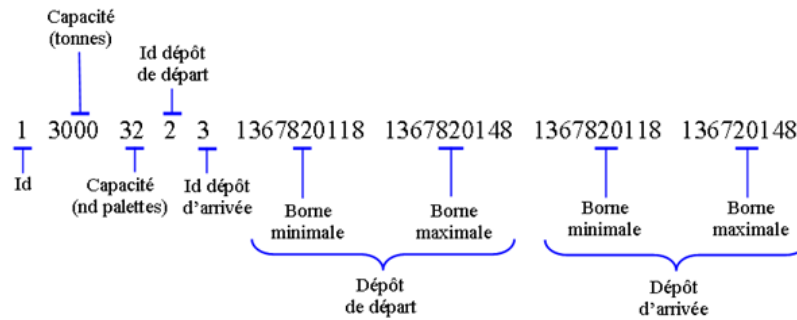 Capacité
(tonnes)
Id dépôt
de départ
1 3000 32 2 3 1367820118 1367820148 1367820118 136720148
Id
Capacité
(nd palettes)
Id dépôt
d'arrivée
Borne
minimale
Borne
maximale
Borne
minimale
Borne
maximale
Dépôt
de départ
Dépôt
d'arrivée